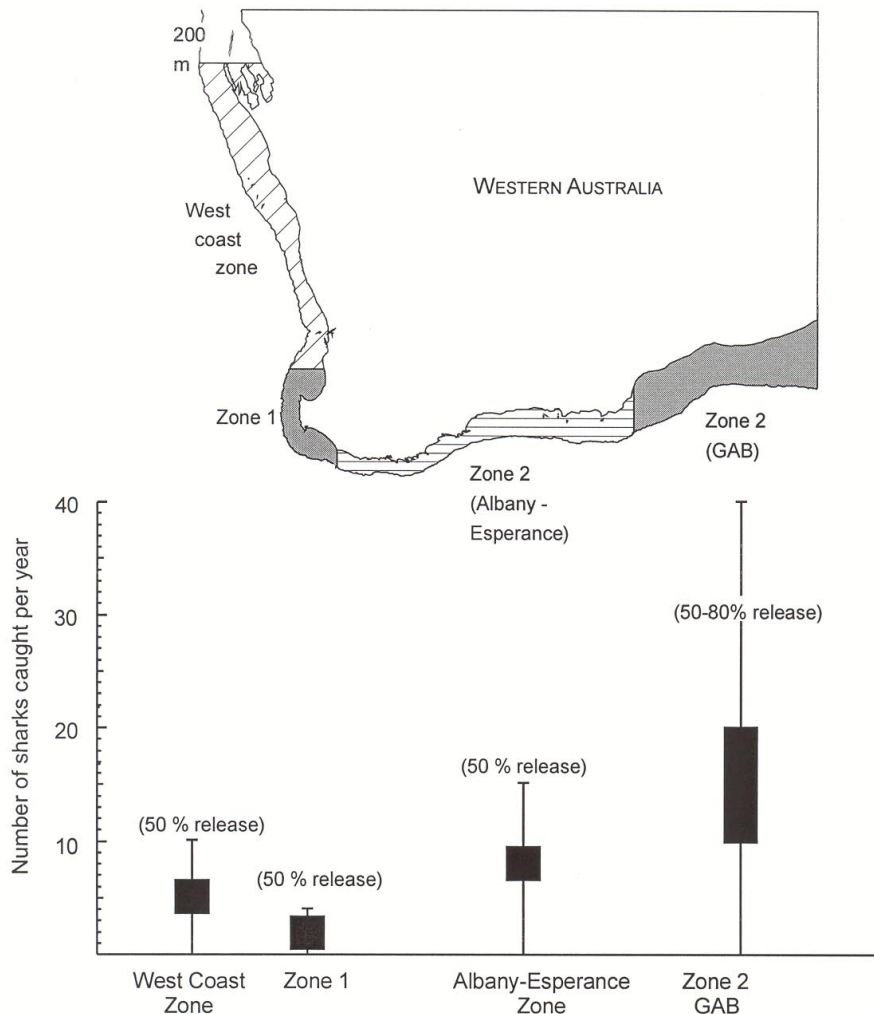 200
m
WESTERN AUSTRALIA
West
coast
zone
Zone 1
Zone 2
(GAB)
Zone 2
(Albany -
Esperance)
Number of sharks caught per year
40
30
20
10
(50 % release)
(50 % release)
(50 % release)
(50-80% release)
West Coast
Zone
Zone 1
Albany-Esperance
Zone
Zone 2
GAB